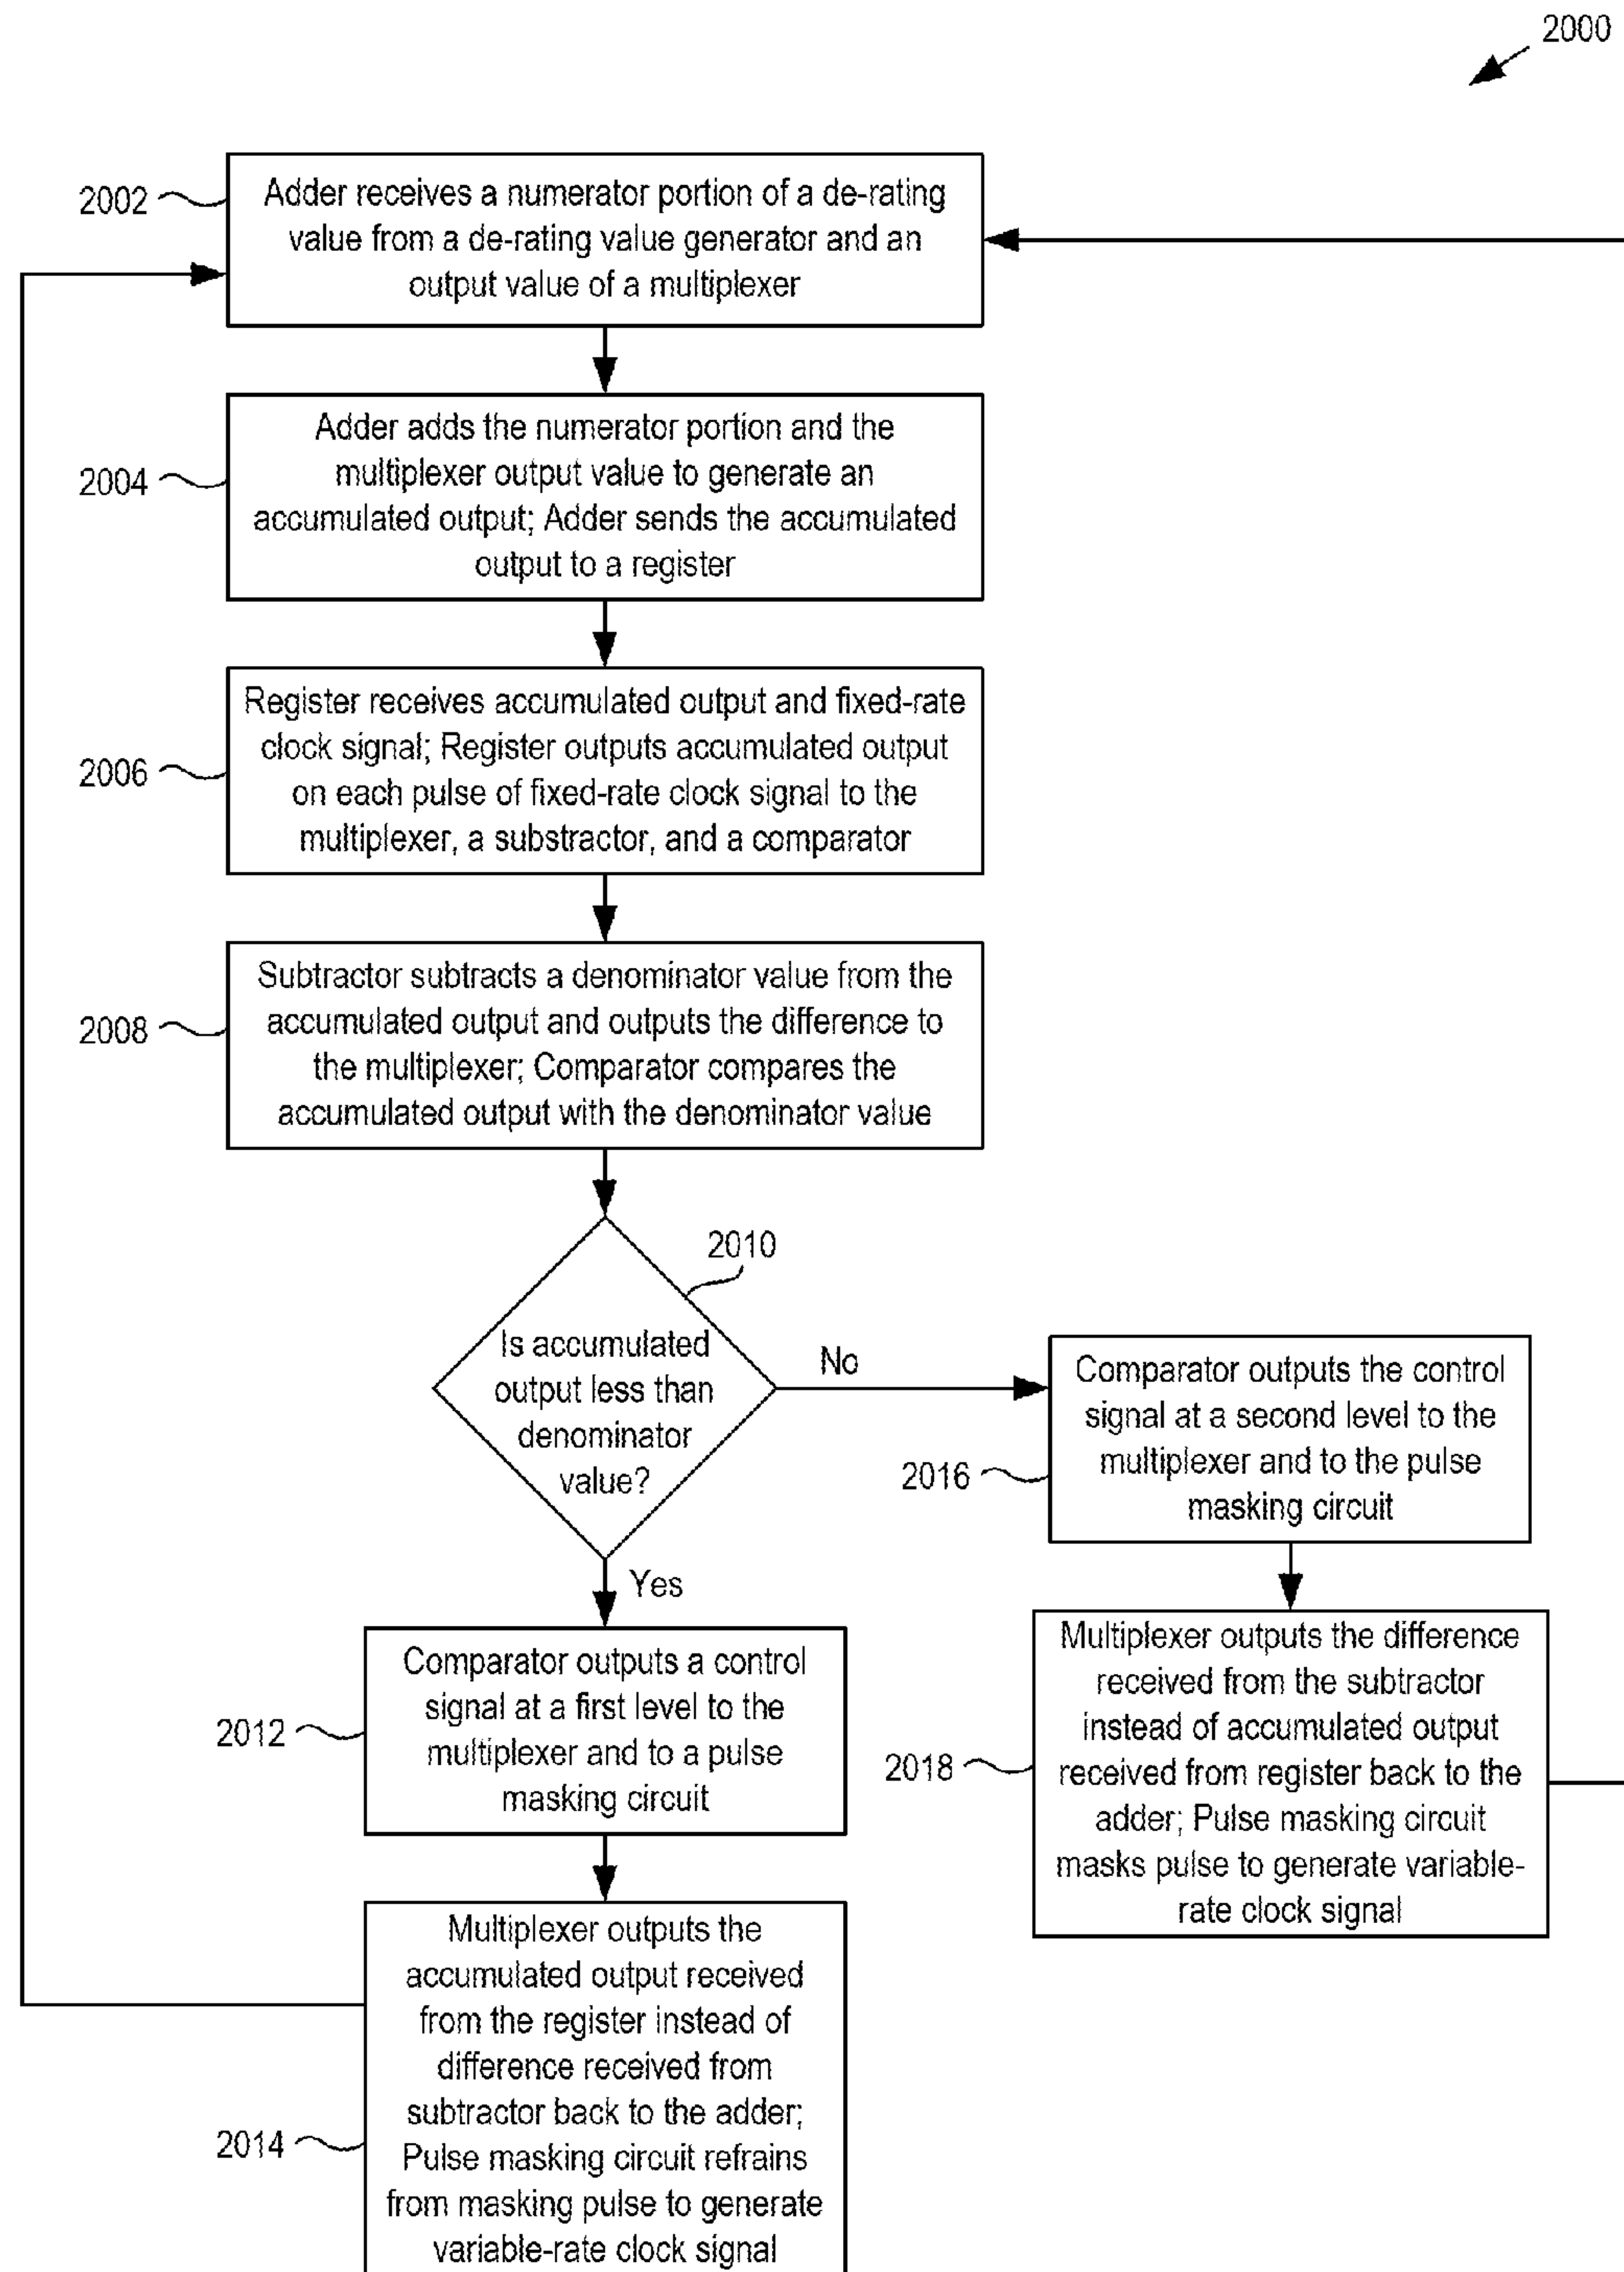 2000
2002
Adder receives a numerator portion of a de-rating
value from a de-rating value generator and an
output value of a multiplexer
2004
Adder adds the numerator portion and the
multiplexer output value to generate an
accumulated output; Adder sends the accumulated
output to a register
2006
Register receives accumulated output and fixed-rate
clock signal; Register outputs accumulated output
on each pulse of fixed-rate clock signal to the
multiplexer, a substractor, and a comparator
2008
Subtractor subtracts a denominator value from the
accumulated output and outputs the difference to
the multiplexer; Comparator compares the
accumulated output with the denominator value
2010
Is accumulated
output less than
denominator
value?
No
Yes
2016
Comparator outputs the control
signal at a second level to the
multiplexer and to the pulse
masking circuit
2018
Multiplexer outputs the difference
received from the subtractor
instead of accumulated output
received from register back to the
adder; Pulse masking circuit
masks pulse to generate variable-
rate clock signal
2012
Comparator outputs a control
signal at a first level to the
multiplexer and to a pulse
masking circuit
2014
Multiplexer outputs the
accumulated output received
from the register instead of
difference received from
subtractor back to the adder;
Pulse masking circuit refrains
from masking pulse to generate
variable-rate clock signal